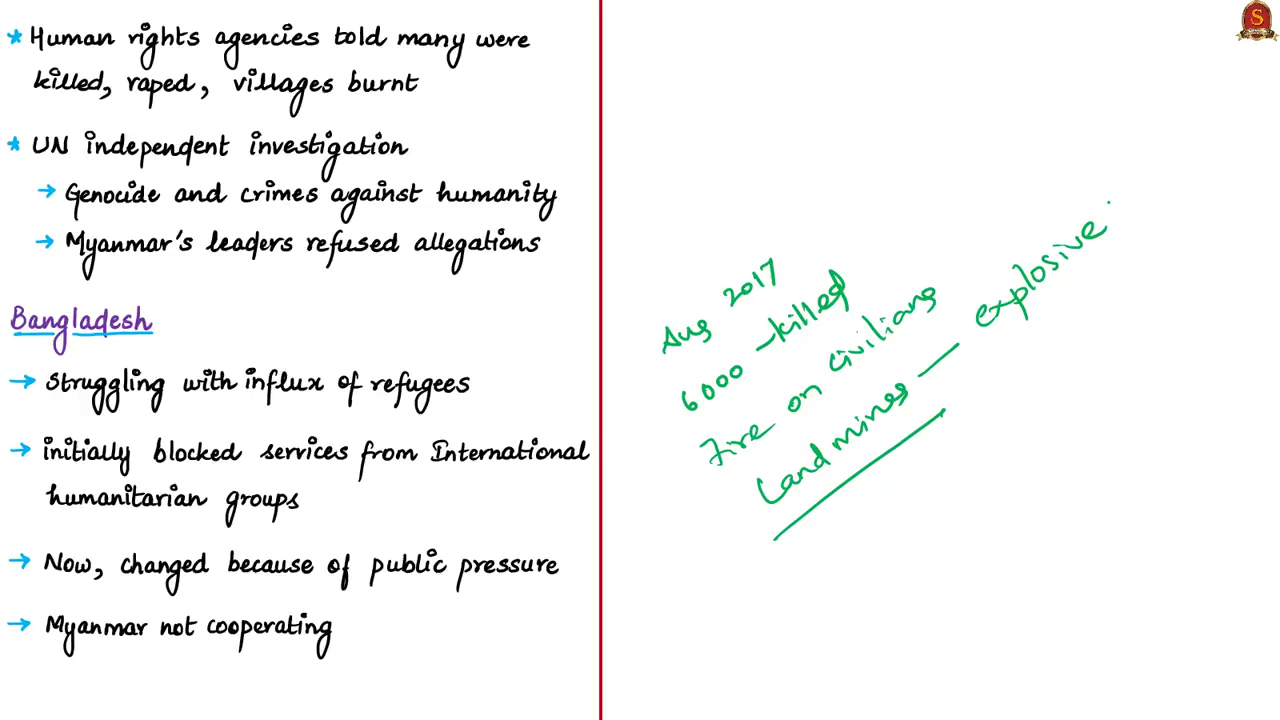 * Human rights agencies told many were
killed, raped, villages burnt
* UN independent investigation
→ Genocide and crimes against humanity
→ Myanmar's leaders refused allegations
Bangladesh
→ Struggling with influx of refugees
→ initially blocked services from International
humanitarian groups
→ Now, changed because of public pressure
→ Myanmar not cooperating
Aug 2017
6000 killed
Fire on civilians
Landmines — explosive
S